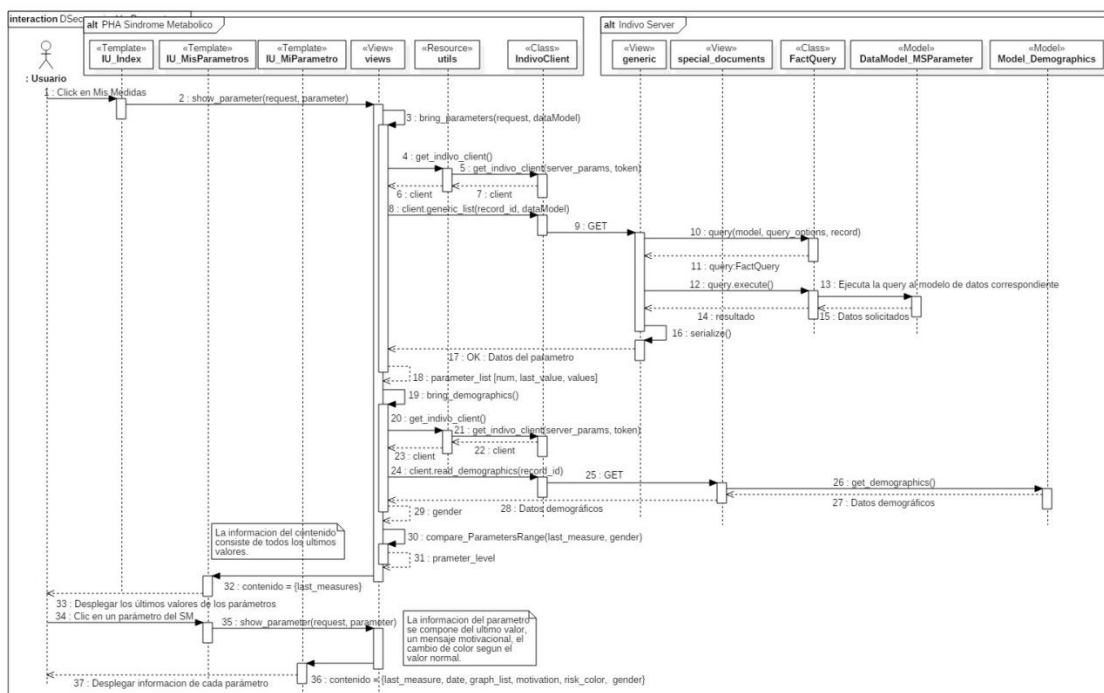 interaction
alt PHA Sindrome Metabolico
alt Indivo Server
: Usuario
«Template»
IU_Index
«Template»
IU_MisParametros
«Template»
IU_MiParametro
«View»
views
«Resource»
utils
«Class»
IndivoClient
«View»
generic
«View»
special_documents
«Class»
FactQuery
«Model»
DataModel_MSParameter
«Model»
Model_Demographics
1 : Click en Mis Medidas
2 : show_parameter(request, parameter)
3 : bring_parameters(request, dataModel)
4 : get_indivo_client()
5 : get_indivo_client(server_params, token)
6 : client
7 : client
8 : client.generic_list(record_id, dataModel)
9 : GET
10 : query(model, query_options, record)
11 : query:FactQuery
12 : query.execute()
13 : Ejecuta la query al modelo de datos correspondiente
14 : resultado
15 : Datos solicitados
16 : serialize()
17 : OK : Datos del parametro
18 : parameter_list [num, last_value, values]
19 : bring_demographics()
20 : get_indivo_client()
21 : get_indivo_client(server_params, token)
22 : client
23 : client
24 : client.read_demographics(record_id)
25 : GET
26 : get_demographics()
27 : Datos demográficos
28 : Datos demográficos
29 : gender
30 : compare_ParametersRange(last_measure, gender)
31 : prameter_level
La informacion del contenido
consiste de todos los ultimos
valores.
32 : contenido = {last_measures}
33 : Desplegar los últimos valores de los parámetros
34 : Clic en un parámetro del SM
35 : show_parameter(request, parameter)
La informacion del parametro
se compone del ultimo valor,
un mensaje motivacional, el
cambio de color segun el
valor normal.
36 : contenido = {last_measure, date, graph_list, motivation, risk_color, gender}
37 : Desplegar informacion de cada parámetro